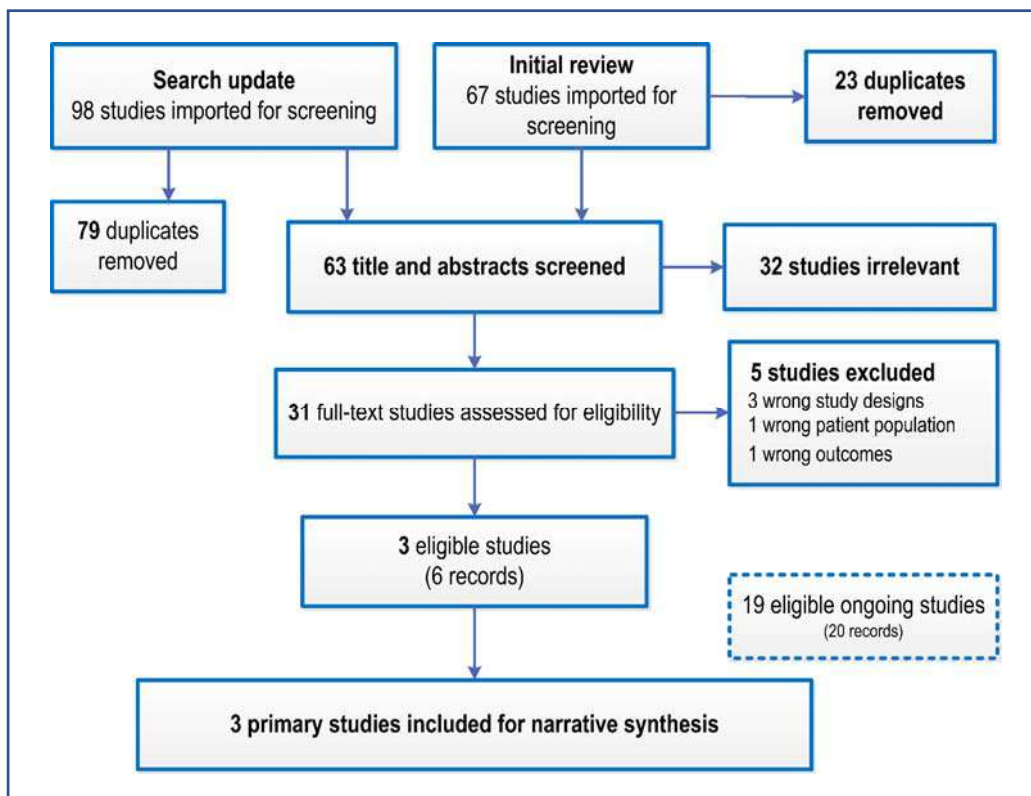 Search update
98 studies imported for screening
Initial review
67 studies imported for
screening
23 duplicates
removed
79 duplicates
removed
63 title and abstracts screened
32 studies irrelevant
31 full-text studies assessed for eligibility
5 studies excluded
3 wrong study designs
1 wrong patient population
1 wrong outcomes
3 eligible studies
(6 records)
19 eligible ongoing studies
(20 records)
3 primary studies included for narrative synthesis